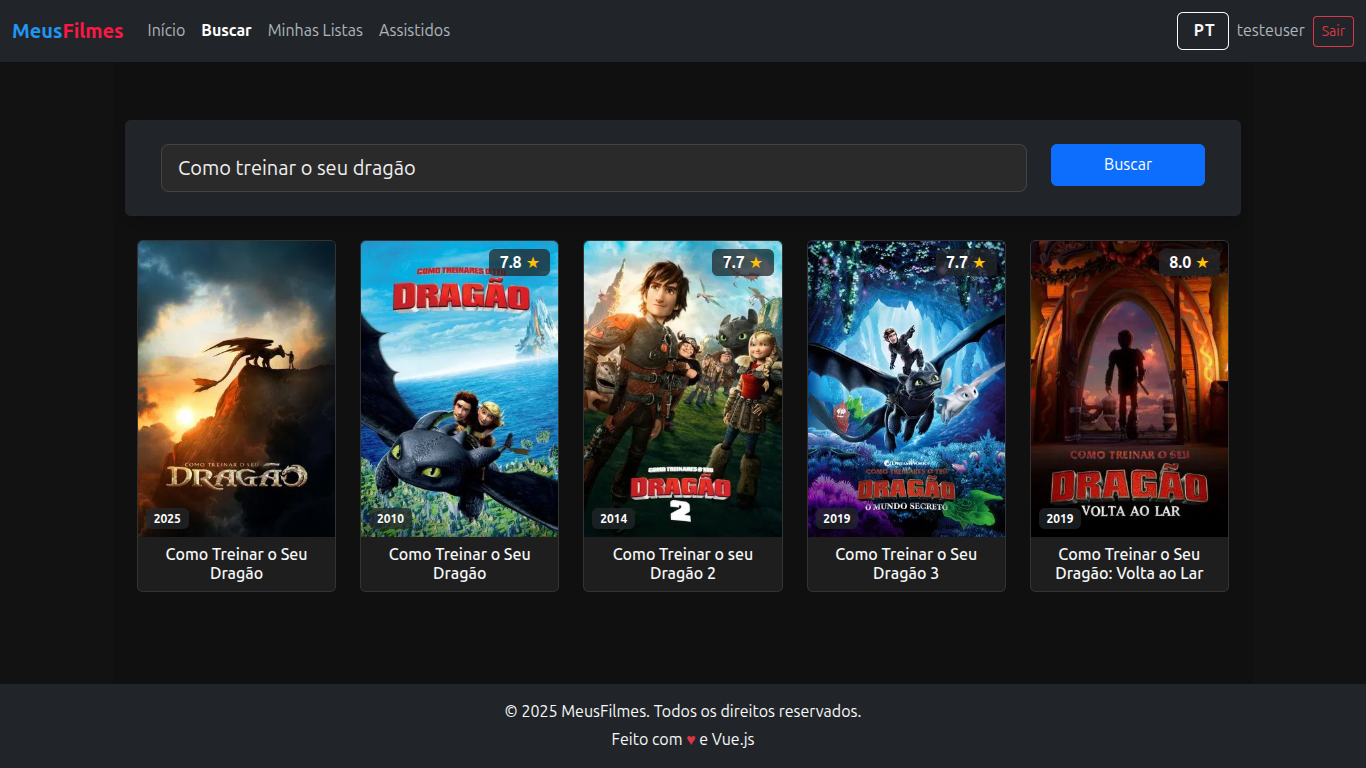 MeusFilmes Início Buscar Minhas Listas Assistidos PT testeuser Sair
Como treinar o seu dragão Buscar
COMO TREINAR O SEU
DRAGÃO
2025
Como Treinar o Seu
Dragão
7.8 ★
COMO TREINARES O TEU
DRAGÃO
2010
Como Treinar o Seu
Dragão
7.7 ★
COMO TREINARES O TEU
DRAGÃO
2
2014
Como Treinar o seu
Dragão 2
7.7 ★
COMO TREINARES O TEU
DRAGÃO
O MUNDO SECRETO
2019
Como Treinar o Seu
Dragão 3
8.0 ★
COMO TREINAR O SEU
DRAGÃO
VOLTA AO LAR
2019
Como Treinar o Seu
Dragão: Volta ao Lar
© 2025 MeusFilmes. Todos os direitos reservados.
Feito com ♥ e Vue.js